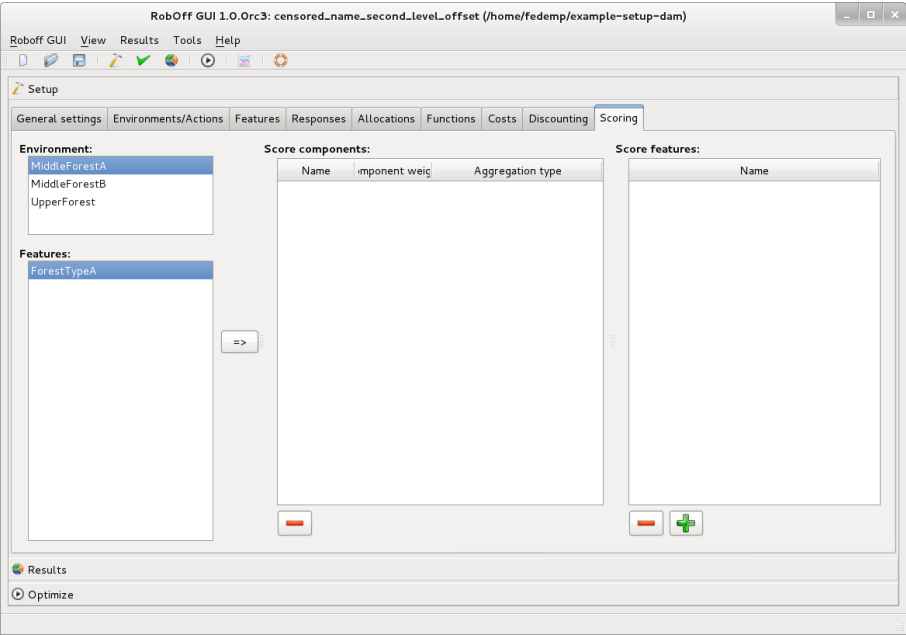 RobOff GUI 1.0.0rc3: censored_name_second_level_offset (/home/fedemp/example-setup-dam)
Roboff GUI View Results Tools Help
Setup
General settings Environments/Actions Features Responses Allocations Functions Costs Discounting Scoring
Environment: Score components: Score features:
MiddleForestA Name omponent weig Aggregation type Name
MiddleForestB
UpperForest
Features:
ForestTypeA
=>
Results
Optimize